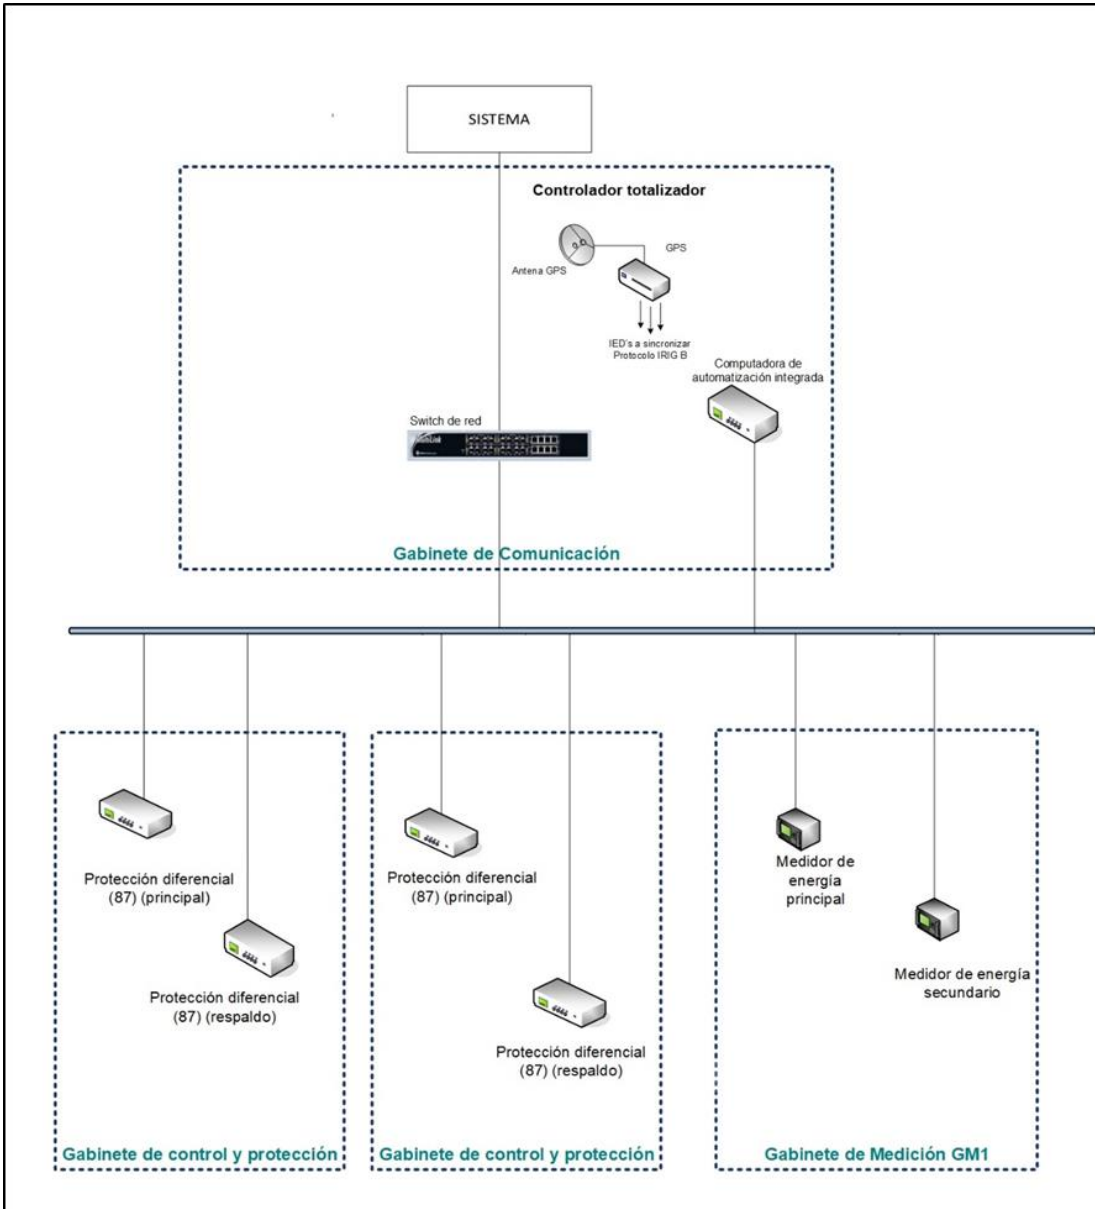 SISTEMA
Controlador totalizador
GPS
Antena GPS
IED's a sincronizar
Protocolo IRIG B
Computadora de
automatización integrada
Switch de red
Gabinete de Comunicación
Protección diferencial
(87) (principal)
Protección diferencial
(87) (respaldo)
Gabinete de control y protección
Protección diferencial
(87) (principal)
Protección diferencial
(87) (respaldo)
Gabinete de control y protección
Medidor de
energía
principal
Medidor de energía
secundario
Gabinete de Medición GM1